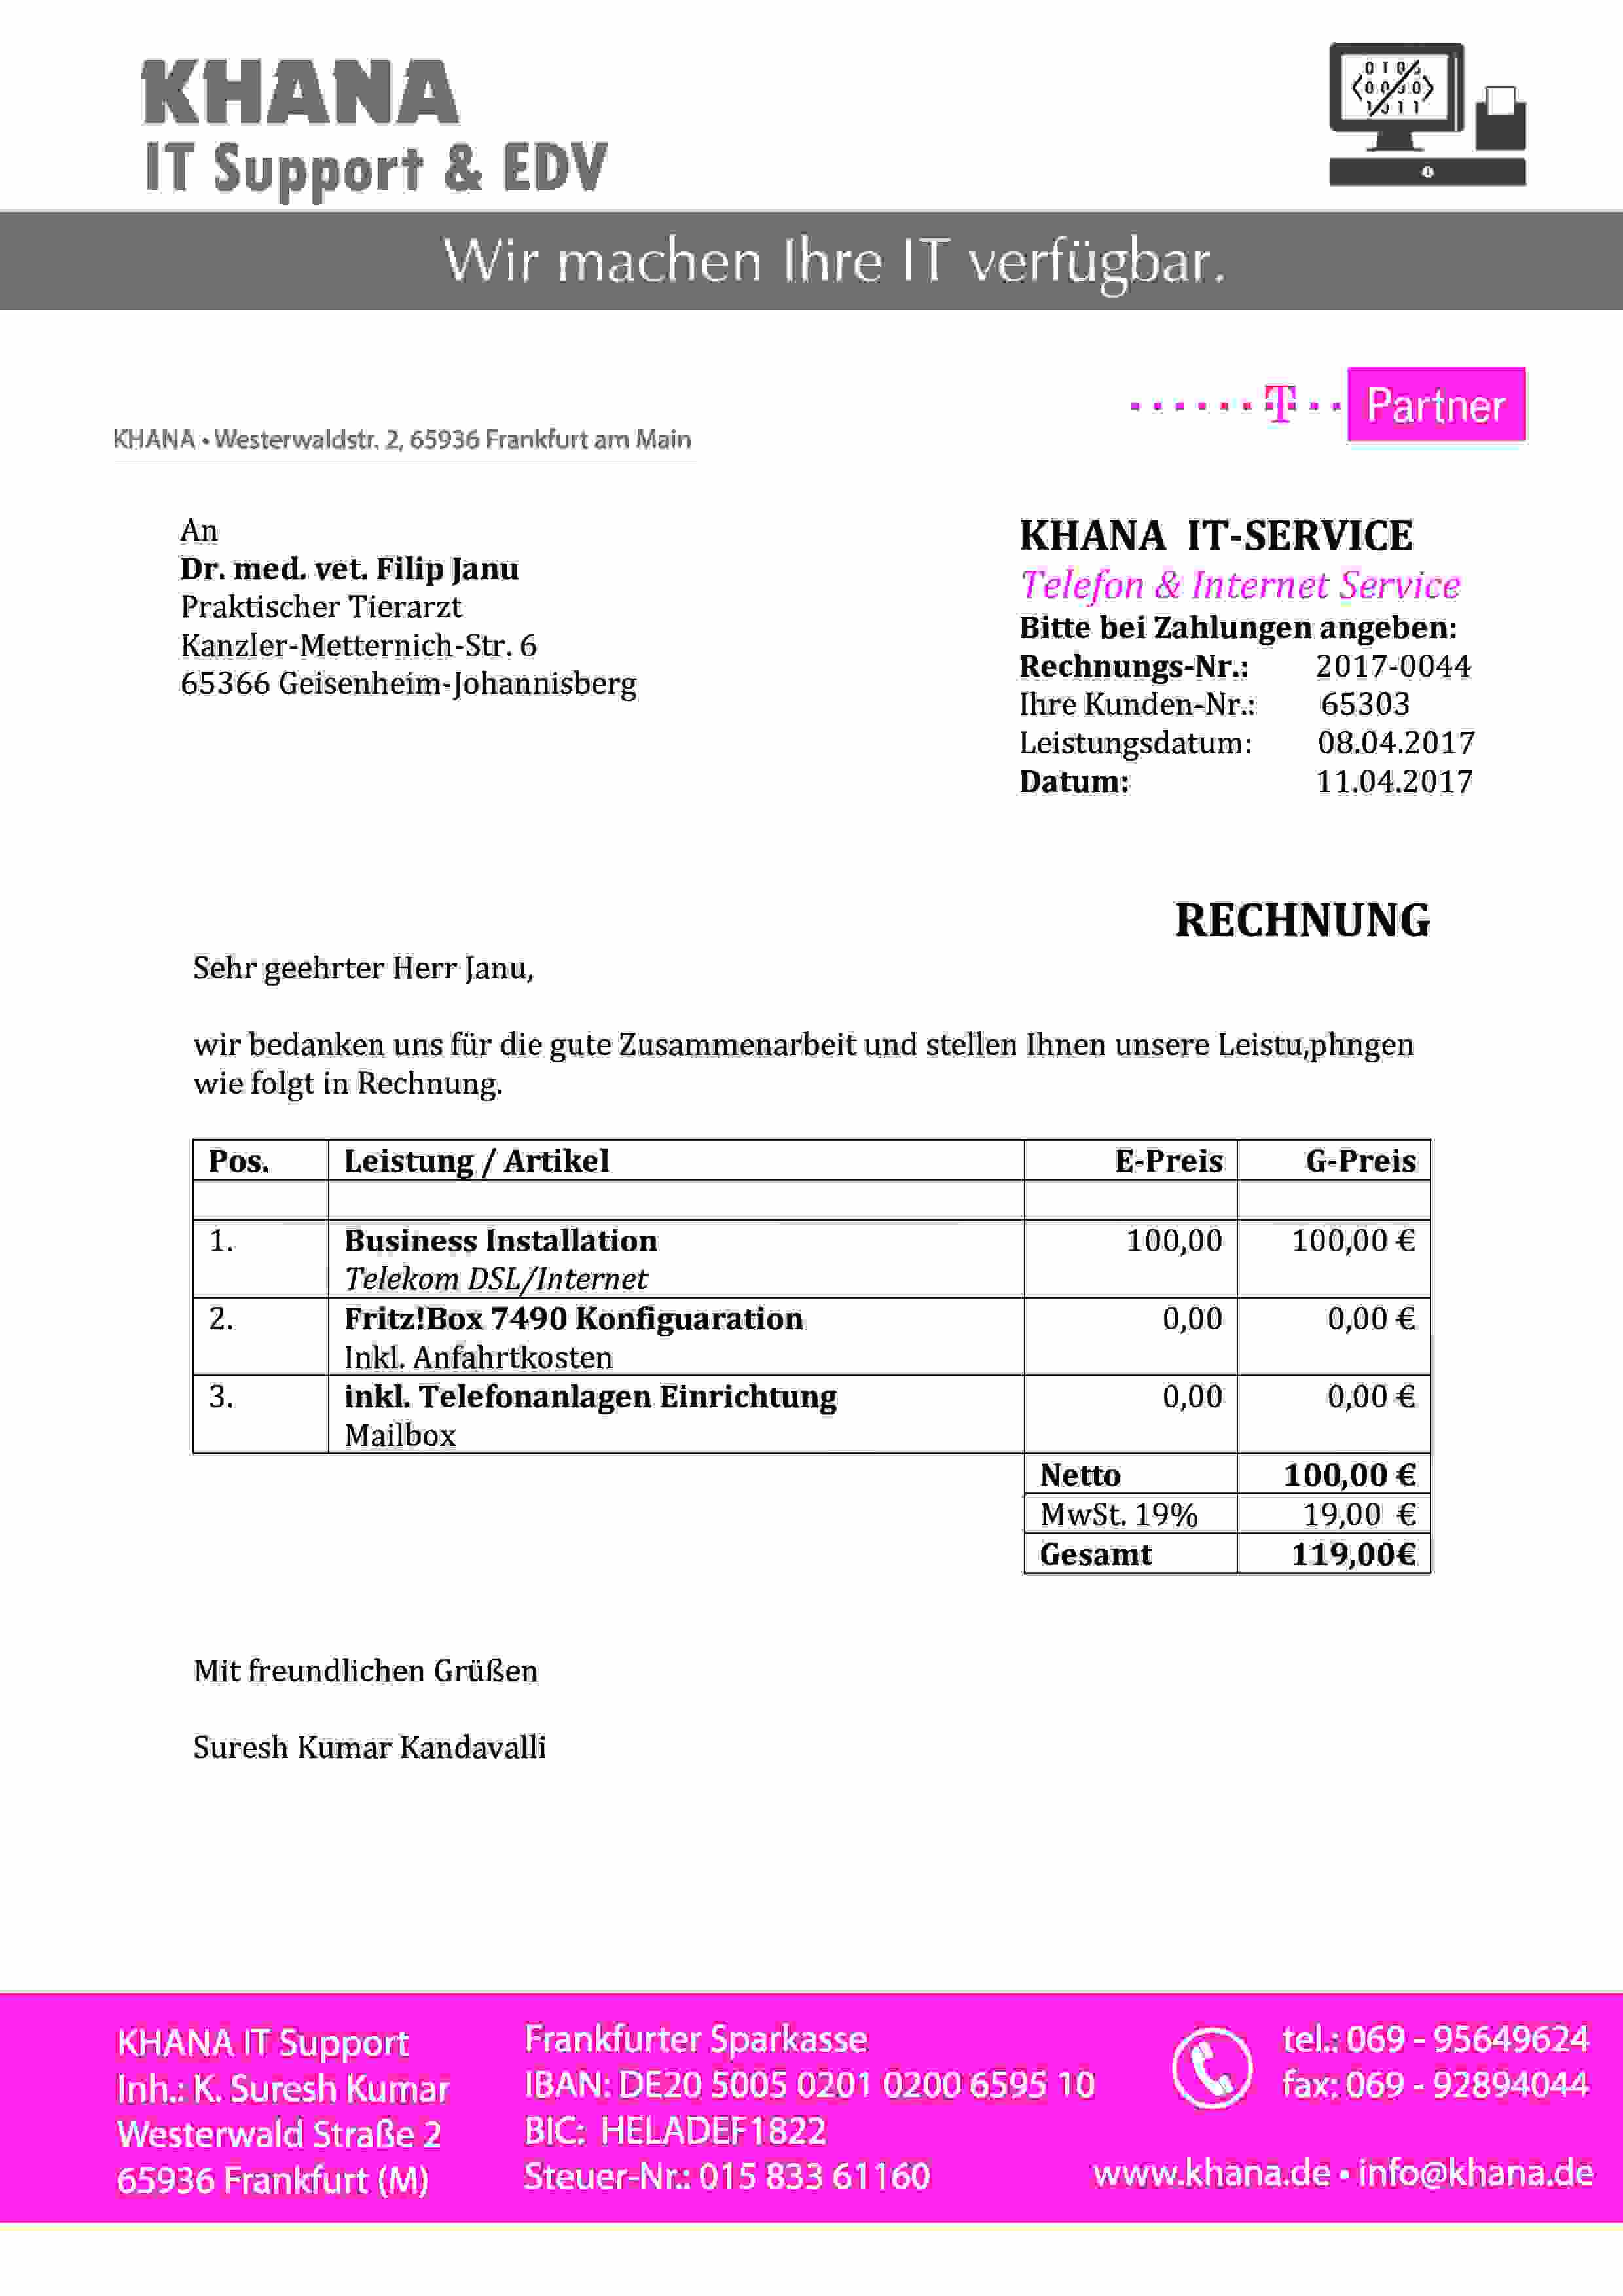 KHANA
IT Support & EDV
Wir machen Ihre IT verfügbar.
T Partner
KHANA • Westerwaldstr. 2, 65936 Frankfurt am Main
An
Dr. med. vet. Filip Janu
Praktischer Tierarzt
Kanzler-Metternich-Str. 6
65366 Geisenheim-Johannisberg
KHANA IT-SERVICE
Telefon & Internet Service
Bitte bei Zahlungen angeben:
Rechnungs-Nr.: 2017-0044
Ihre Kunden-Nr.: 65303
Leistungsdatum: 08.04.2017
Datum: 11.04.2017
RECHNUNG
Sehr geehrter Herr Janu,
wir bedanken uns für die gute Zusammenarbeit und stellen Ihnen unsere Leistu,phngen
wie folgt in Rechnung.
Pos. Leistung / Artikel E-Preis G-Preis
1. Business Installation 100,00 100,00 €
Telekom DSL/Internet
2. Fritz!Box 7490 Konfiguaration 0,00 0,00 €
Inkl. Anfahrtkosten
3. inkl. Telefonanlagen Einrichtung 0,00 0,00 €
Mailbox
Netto 100,00 €
MwSt. 19% 19,00 €
Gesamt 119,00€
Mit freundlichen Grüßen
Suresh Kumar Kandavalli
KHANA IT Support
Inh.: K. Suresh Kumar
Westerwald Straße 2
65936 Frankfurt (M)
Frankfurter Sparkasse
IBAN: DE20 5005 0201 0200 6595 10
BIC: HELADEF1822
Steuer-Nr.: 015 833 61160
tel.: 069 - 95649624
fax: 069 - 92894044
www.khana.de • info@khana.de